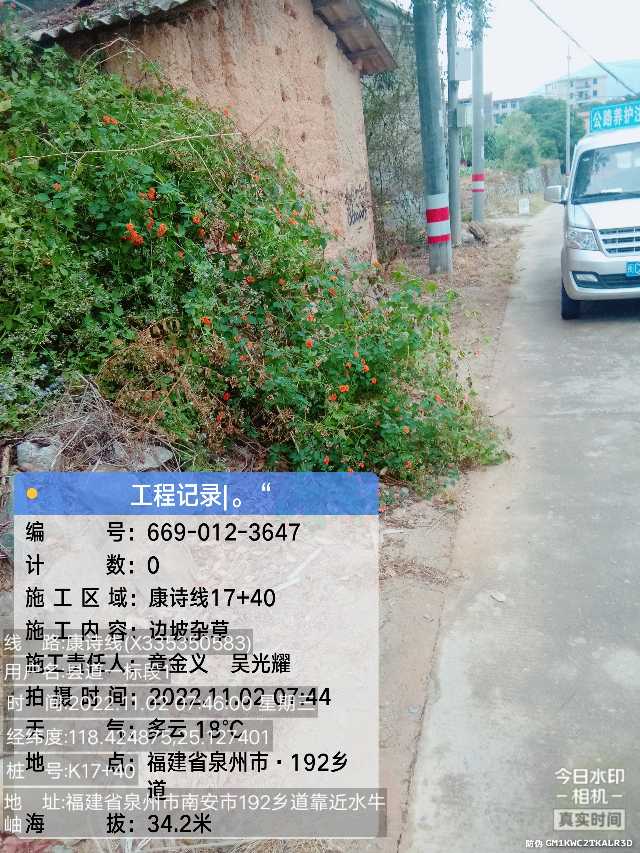 公路养护
工程记录|。“
编 号：669-012-3647
计 数：0
施工区域：康诗线17+40
施工内容：边坡杂草
线 路:康诗线(X335350583)
施工责任人：章金义 吴光耀
用户名:县道一标段1
拍摄时间：2022.11.02 07:44
时 间:2022.11.02 07:46:00 星期三
天 气：多云 18℃
经纬度:118.424875,25.127401
地 点：福建省泉州市·192乡道
桩 号:K17+40
地 址:福建省泉州市南安市192乡道靠近水牛岫
海 拔：34.2米
今日水印
-相机-
真实时间
防伪 GM1KWC2TKALR3D